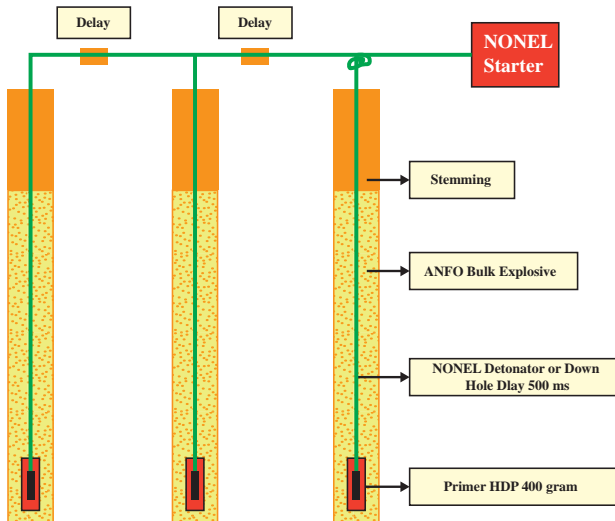 Delay
Delay
NONEL
Starter
Stemming
ANFO Bulk Explosive
NONEL Detonator or Down
Hole Dlay 500 ms
Primer HDP 400 gram